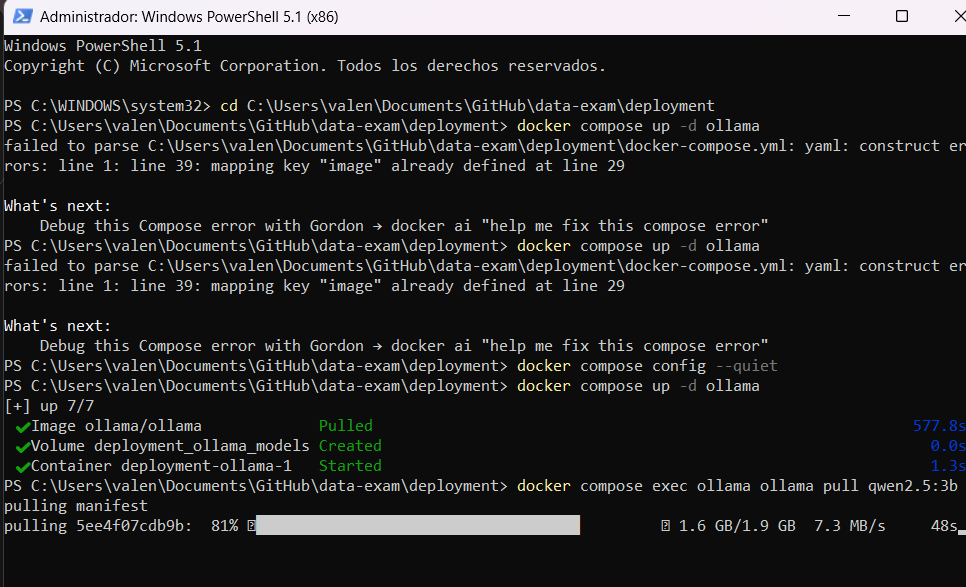 Administrador: Windows PowerShell 5.1 (x86)
Windows PowerShell 5.1
Copyright (C) Microsoft Corporation. Todos los derechos reservados.
PS C:\WINDOWS\system32> cd C:\Users\valen\Documents\GitHub\data-exam\deployment
PS C:\Users\valen\Documents\GitHub\data-exam\deployment> docker compose up -d ollama
failed to parse C:\Users\valen\Documents\GitHub\data-exam\deployment\docker-compose.yml: yaml: construct er
rors: line 1: line 39: mapping key "image" already defined at line 29
What's next:
    Debug this Compose error with Gordon → docker ai "help me fix this compose error"
PS C:\Users\valen\Documents\GitHub\data-exam\deployment> docker compose up -d ollama
failed to parse C:\Users\valen\Documents\GitHub\data-exam\deployment\docker-compose.yml: yaml: construct er
rors: line 1: line 39: mapping key "image" already defined at line 29
What's next:
    Debug this Compose error with Gordon → docker ai "help me fix this compose error"
PS C:\Users\valen\Documents\GitHub\data-exam\deployment> docker compose config --quiet
PS C:\Users\valen\Documents\GitHub\data-exam\deployment> docker compose up -d ollama
[+] up 7/7
✔Image ollama/ollama Pulled 577.8s
✔Volume deployment_ollama_models Created 0.0s
✔Container deployment-ollama-1 Started 1.3s
PS C:\Users\valen\Documents\GitHub\data-exam\deployment> docker compose exec ollama ollama pull qwen2.5:3b
pulling manifest
pulling 5ee4f07cdb9b: 81% 1.6 GB/1.9 GB 7.3 MB/s 48s